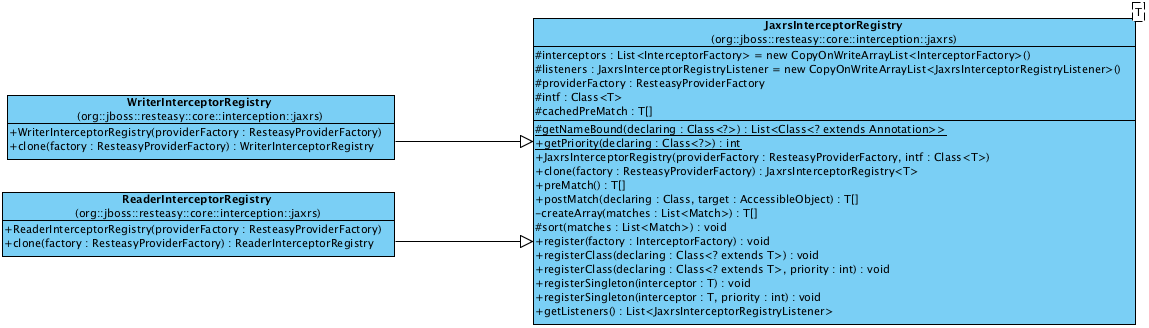 T
JaxrsInterceptorRegistry
(org::jboss::resteasy::core::interception::jaxrs)
#interceptors : List<InterceptorFactory> = new CopyOnWriteArrayList<InterceptorFactory>()
#listeners : JaxrsInterceptorRegistryListener = new CopyOnWriteArrayList<JaxrsInterceptorRegistryListener>()
#providerFactory : ResteasyProviderFactory
#intf : Class<T>
#cachedPreMatch : T[]
#getNameBound(declaring : Class<?>) : List<Class<? extends Annotation>>
+getPriority(declaring : Class<?>) : int
+JaxrsInterceptorRegistry(providerFactory : ResteasyProviderFactory, intf : Class<T>)
+clone(factory : ResteasyProviderFactory) : JaxrsInterceptorRegistry<T>
+preMatch() : T[]
+postMatch(declaring : Class, target : AccessibleObject) : T[]
-createArray(matches : List<Match>) : T[]
#sort(matches : List<Match>) : void
+register(factory : InterceptorFactory) : void
+registerClass(declaring : Class<? extends T>) : void
+registerClass(declaring : Class<? extends T>, priority : int) : void
+registerSingleton(interceptor : T) : void
+registerSingleton(interceptor : T, priority : int) : void
+getListeners() : List<JaxrsInterceptorRegistryListener>
WriterInterceptorRegistry
(org::jboss::resteasy::core::interception::jaxrs)
+WriterInterceptorRegistry(providerFactory : ResteasyProviderFactory)
+clone(factory : ResteasyProviderFactory) : WriterInterceptorRegistry
ReaderInterceptorRegistry
(org::jboss::resteasy::core::interception::jaxrs)
+ReaderInterceptorRegistry(providerFactory : ResteasyProviderFactory)
+clone(factory : ResteasyProviderFactory) : ReaderInterceptorRegistry